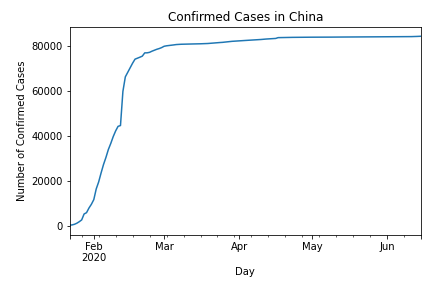 Confirmed Cases in China
Number of Confirmed Cases
80000
60000
40000
20000
0
Feb
2020
Mar
Apr
May
Jun
Day